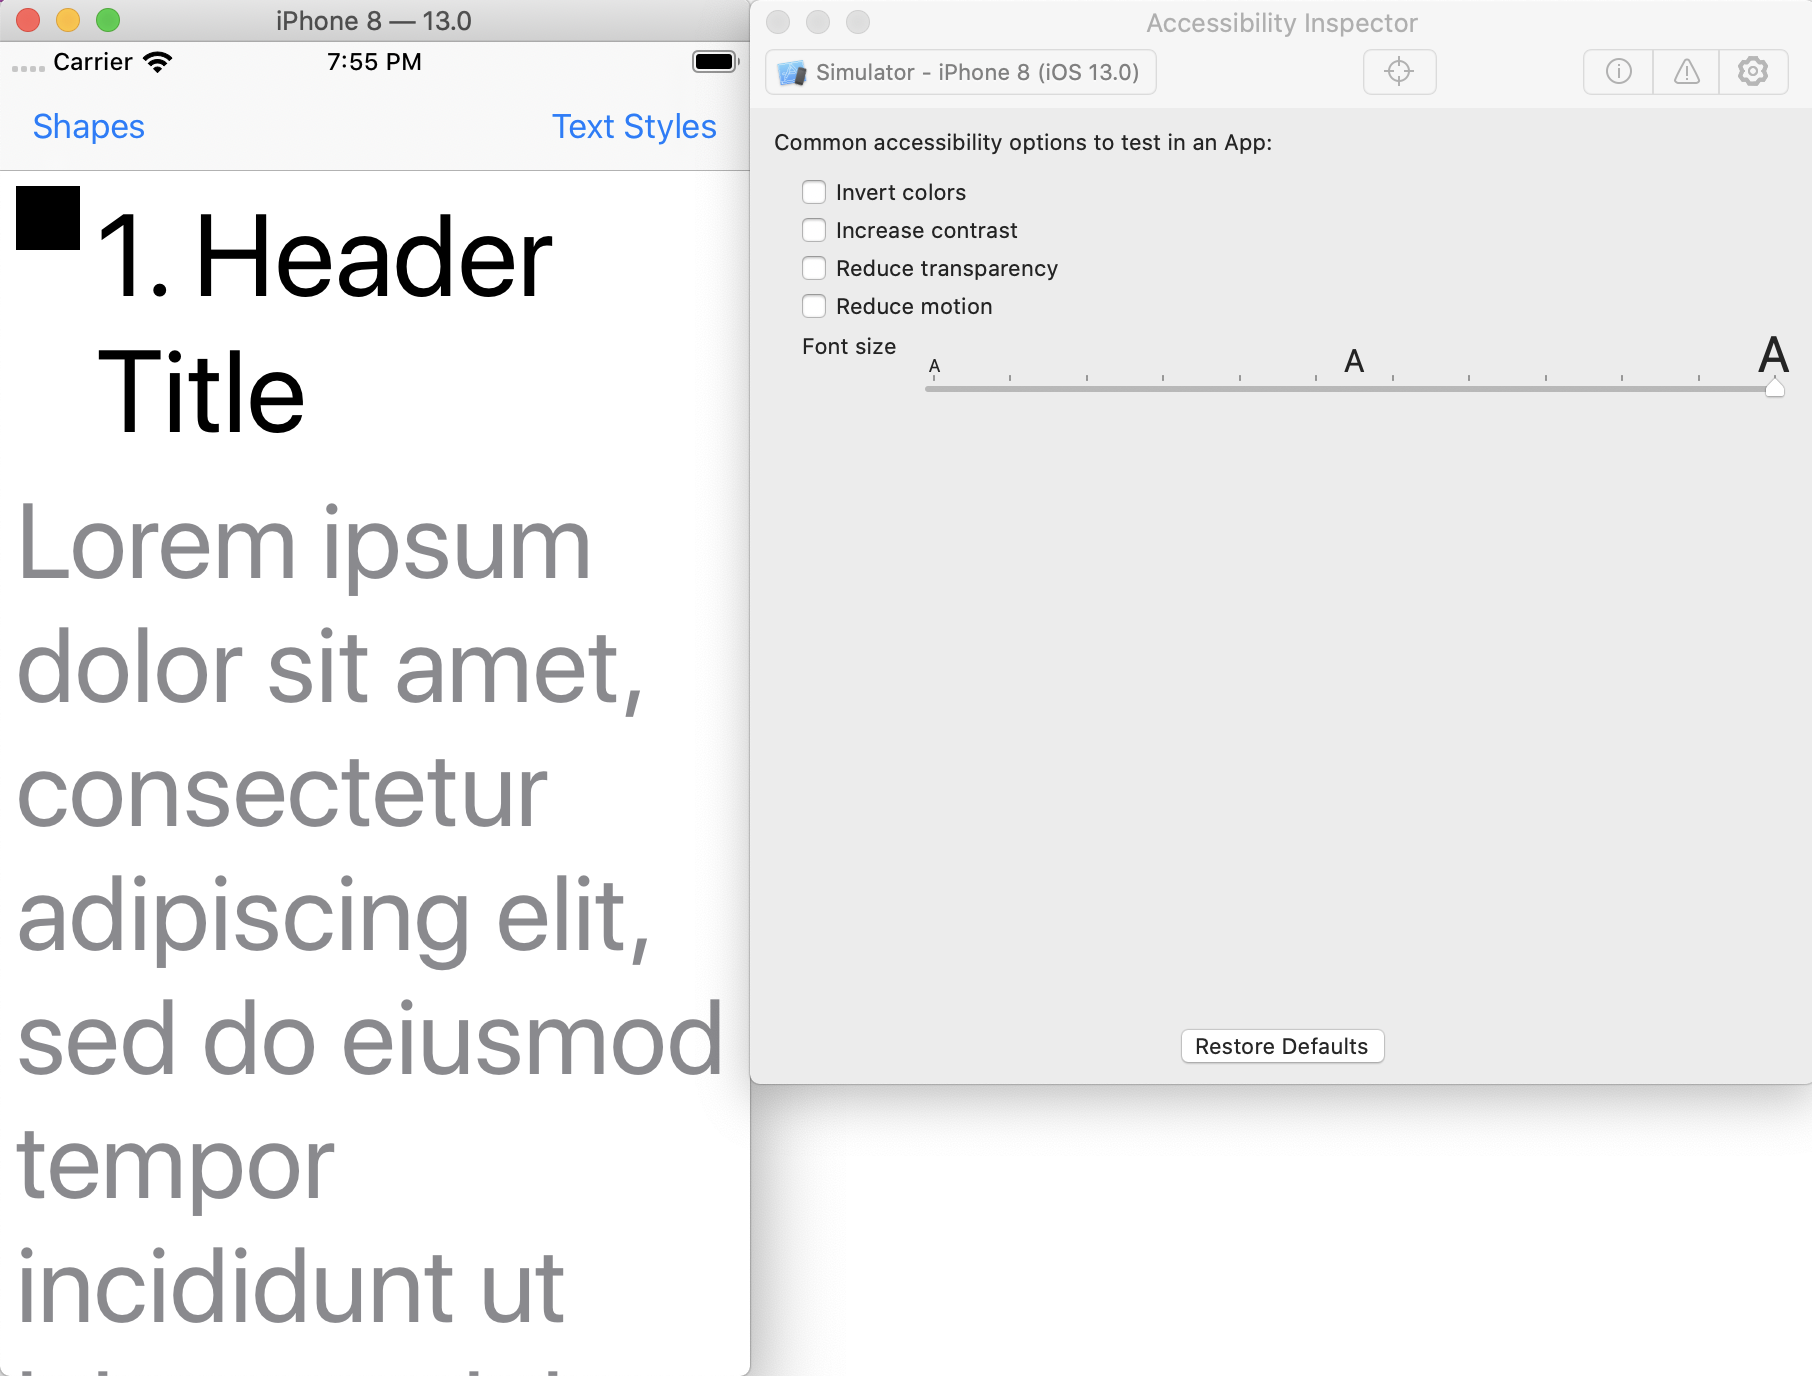 iPhone 8 — 13.0
Carrier 7:55 PM
Shapes Text Styles
1. Header
Title
Lorem ipsum
dolor sit amet,
consectetur
adipiscing elit,
sed do eiusmod
tempor
incididunt ut
Accessibility Inspector
Simulator - iPhone 8 (iOS 13.0)
Common accessibility options to test in an App:
Invert colors
Increase contrast
Reduce transparency
Reduce motion
Font size
A A A
Restore Defaults